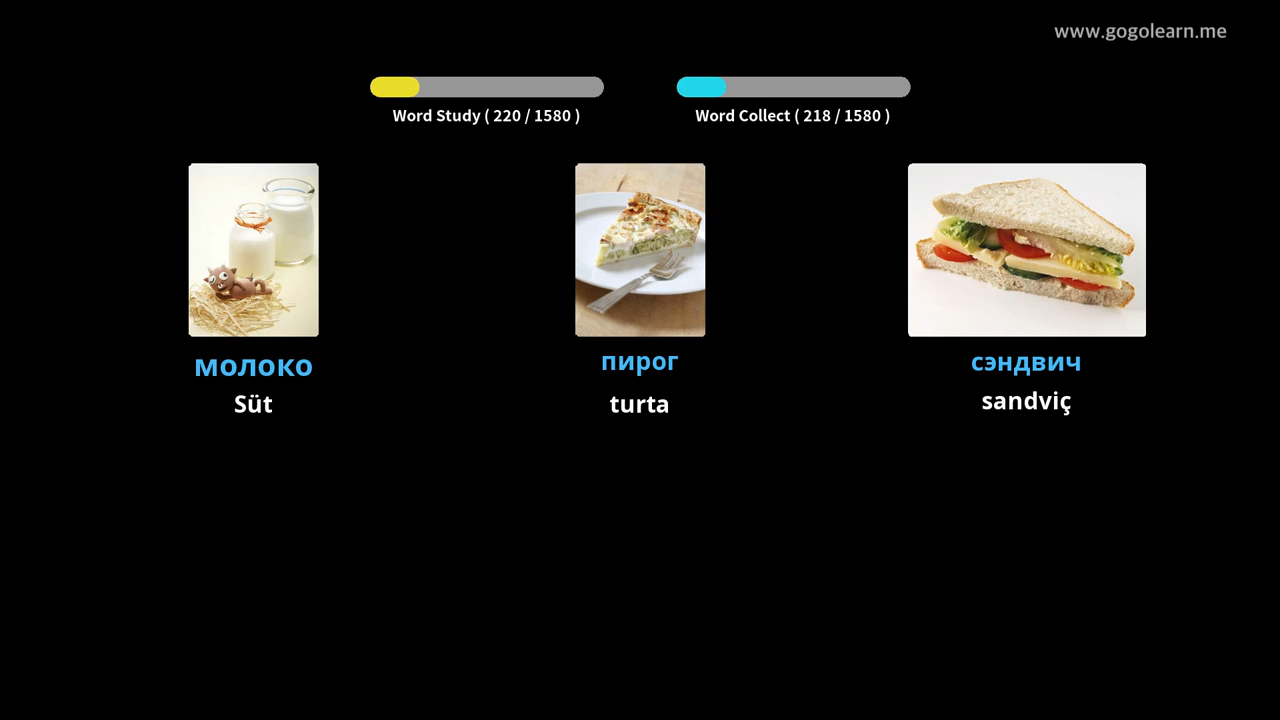 www.gogolearn.me
Word Study ( 220 / 1580 )
Word Collect ( 218 / 1580 )
молоко
пирог
сэндвич
Süt
turta
sandviç